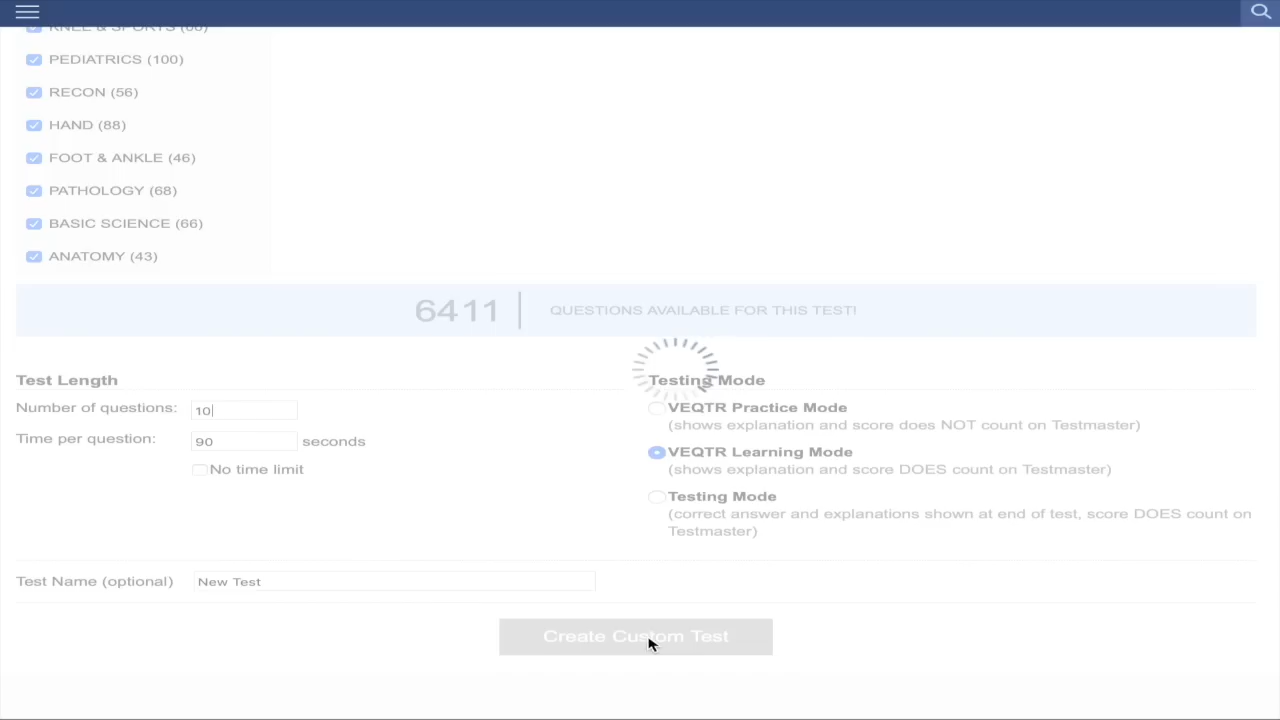 KNEE & SPORTS
PEDIATRICS (100)
RECON (56)
HAND (88)
FOOT & ANKLE (46)
PATHOLOGY (68)
BASIC SCIENCE (66)
ANATOMY (43)
6411 QUESTIONS AVAILABLE FOR THIS TEST!
Test Length
Number of questions: 10
Time per question: 90 seconds
No time limit
Testing Mode
VEQTR Practice Mode
(shows explanation and score does NOT count on Testmaster)
VEQTR Learning Mode
(shows explanation and score DOES count on Testmaster)
Testing Mode
(correct answer and explanations shown at end of test, score DOES count on
Testmaster)
Test Name (optional) New Test
Create Custom Test